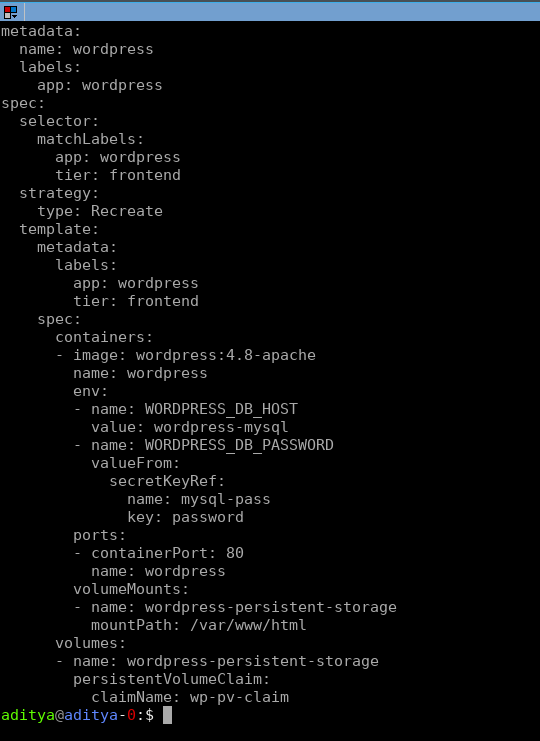 metadata:
  name: wordpress
  labels:
    app: wordpress
spec:
  selector:
    matchLabels:
      app: wordpress
      tier: frontend
  strategy:
    type: Recreate
  template:
    metadata:
      labels:
        app: wordpress
        tier: frontend
    spec:
      containers:
      - image: wordpress:4.8-apache
        name: wordpress
        env:
        - name: WORDPRESS_DB_HOST
          value: wordpress-mysql
        - name: WORDPRESS_DB_PASSWORD
          valueFrom:
            secretKeyRef:
              name: mysql-pass
              key: password
        ports:
        - containerPort: 80
          name: wordpress
        volumeMounts:
        - name: wordpress-persistent-storage
          mountPath: /var/www/html
      volumes:
      - name: wordpress-persistent-storage
        persistentVolumeClaim:
          claimName: wp-pv-claim
aditya@aditya-0:$